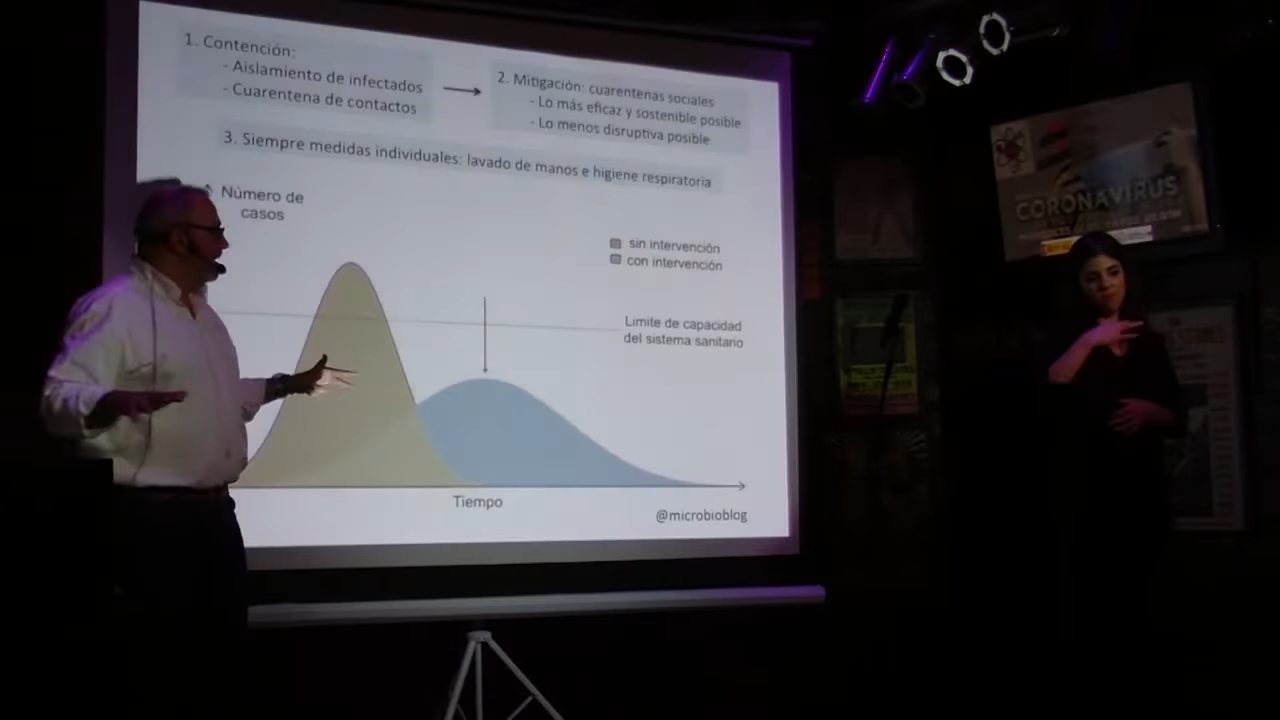 1. Contención:
- Aislamiento de infectados
- Cuarentena de contactos
2. Mitigación: cuarentenas sociales
- Lo más eficaz y sostenible posible
- Lo menos disruptiva posible
3. Siempre medidas individuales: lavado de manos e higiene respiratoria
Número de
casos
sin intervención
con intervención
Limite de capacidad
del sistema sanitario
Tiempo
@microbioblog
CORONAVIRUS